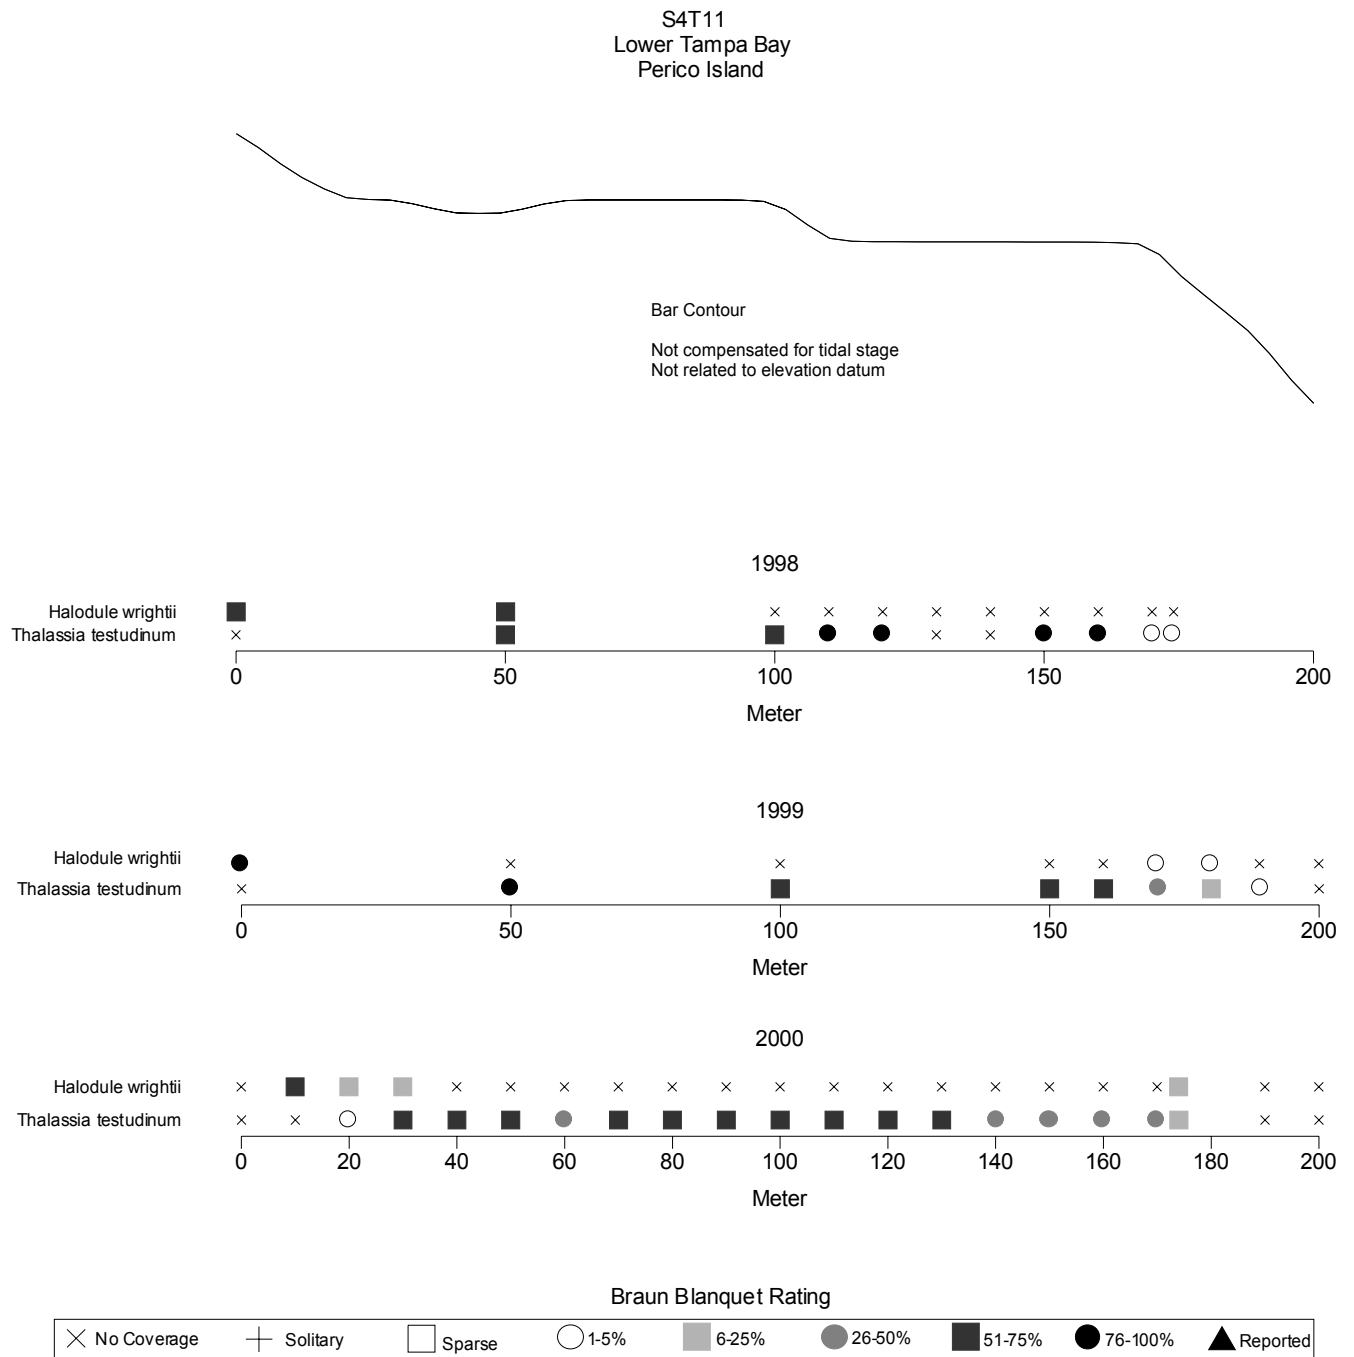 S4T11
Lower Tampa Bay
Perico Island
Bar Contour
Not compensated for tidal stage
Not related to elevation datum
1998
Halodule wrightii
Thalassia testudinum
0 50 100 150 200
Meter
1999
Halodule wrightii
Thalassia testudinum
0 50 100 150 200
Meter
2000
Halodule wrightii
Thalassia testudinum
0 20 40 60 80 100 120 140 160 180 200
Meter
Braun Blanquet Rating
No Coverage Solitary Sparse 1-5% 6-25% 26-50% 51-75% 76-100% Reported